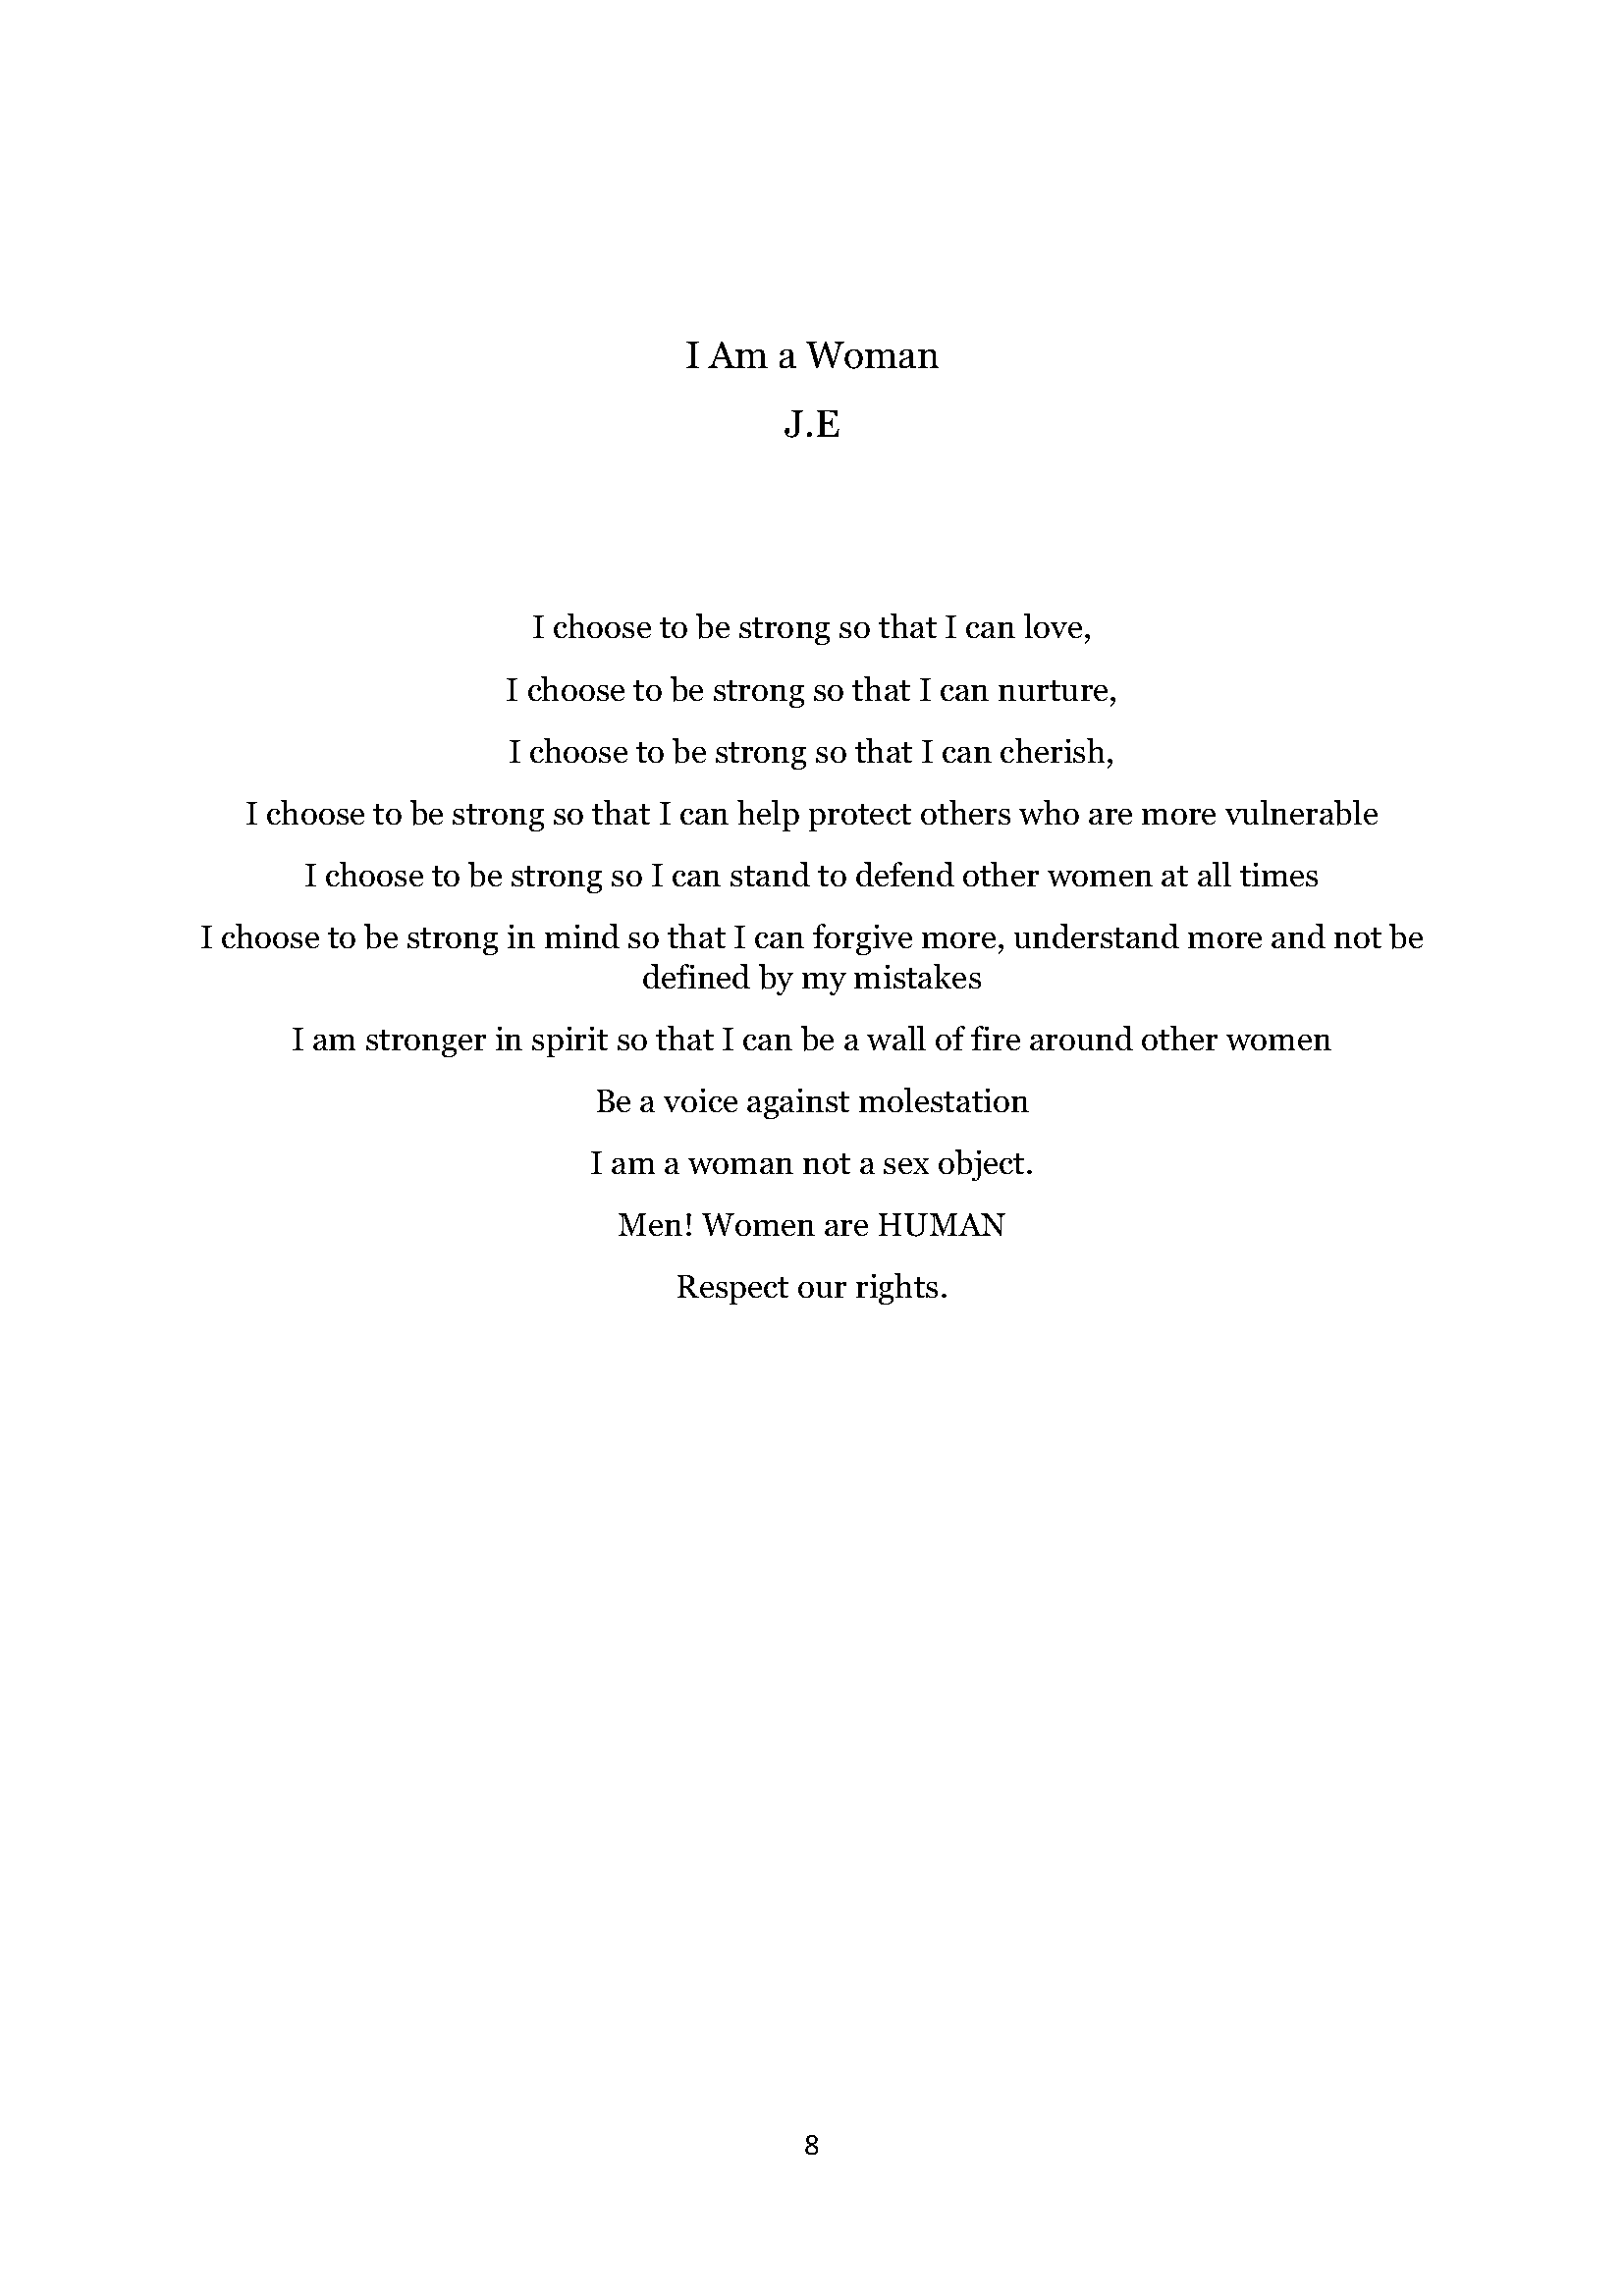 I Am a Woman
J.E
I choose to be strong so that I can love,
I choose to be strong so that I can nurture,
I choose to be strong so that I can cherish,
I choose to be strong so that I can help protect others who are more vulnerable
I choose to be strong so I can stand to defend other women at all times
I choose to be strong in mind so that I can forgive more, understand more and not be
defined by my mistakes
I am stronger in spirit so that I can be a wall of fire around other women
Be a voice against molestation
I am a woman not a sex object.
Men! Women are HUMAN
Respect our rights.
8